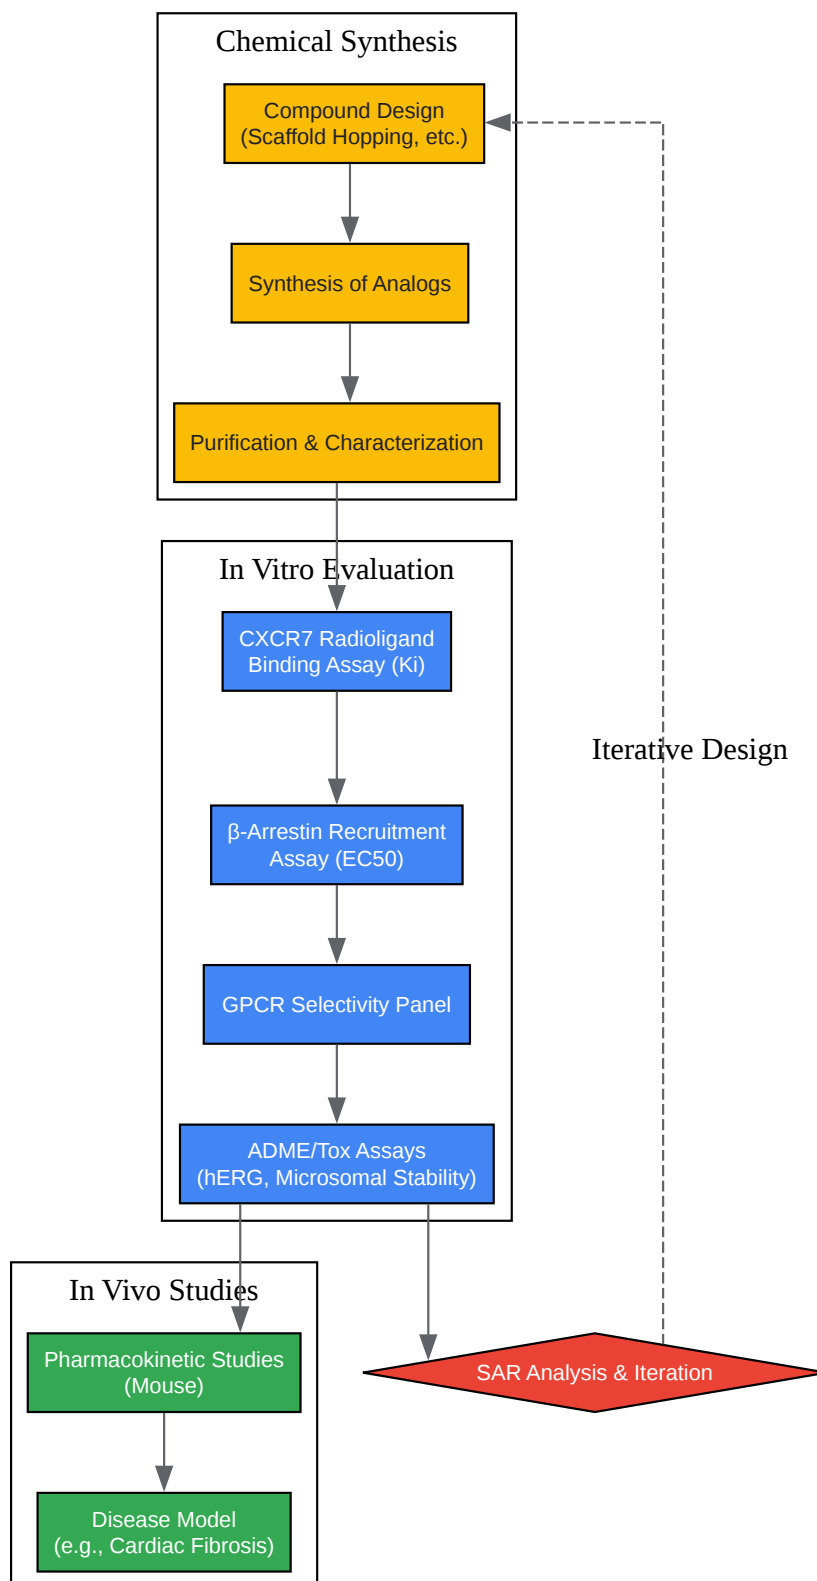 Chemical Synthesis
Compound Design
(Scaffold Hopping, etc.)
Synthesis of Analogs
Purification & Characterization
In Vitro Evaluation
CXCR7 Radioligand
Binding Assay (Ki)
Iterative Design
β-Arrestin Recruitment
Assay (EC50)
GPCR Selectivity Panel
ADME/Tox Assays
(hERG, Microsomal Stability)
In Vivo Studies
Pharmacokinetic Studies
(Mouse)
SAR Analysis & Iteration
Disease Model
(e.g., Cardiac Fibrosis)